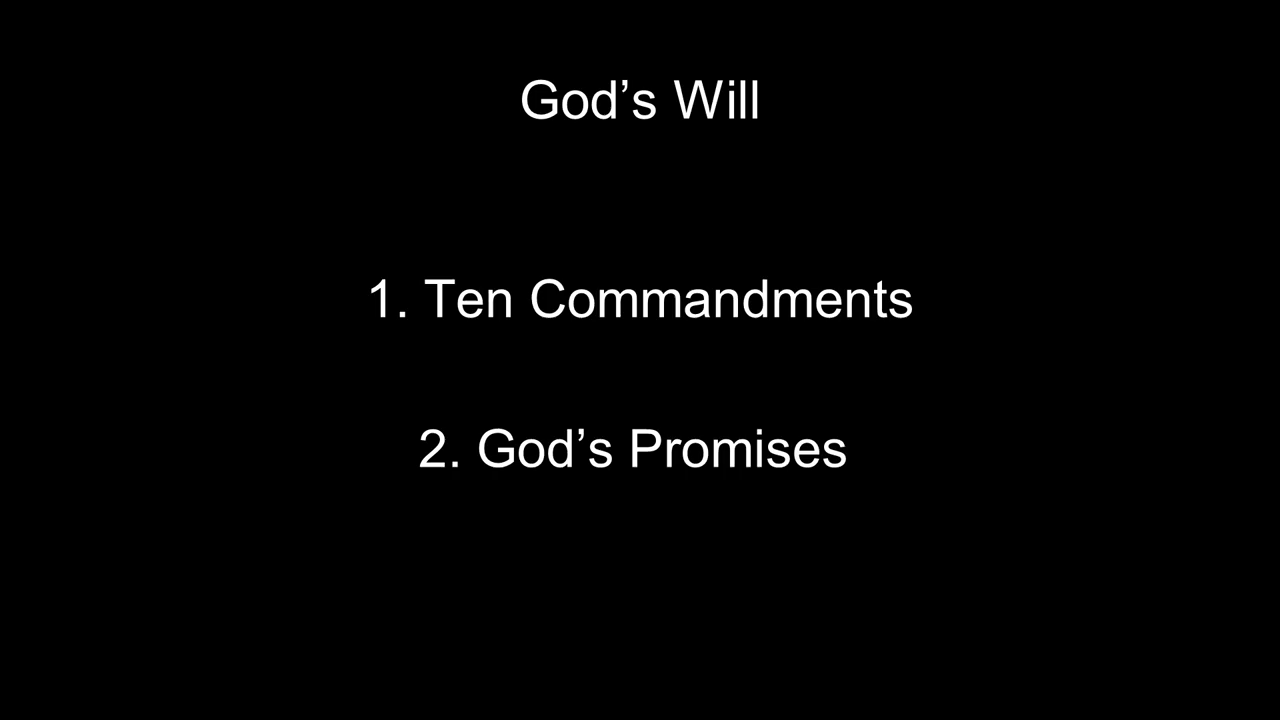 God’s Will
1. Ten Commandments
2. God’s Promises